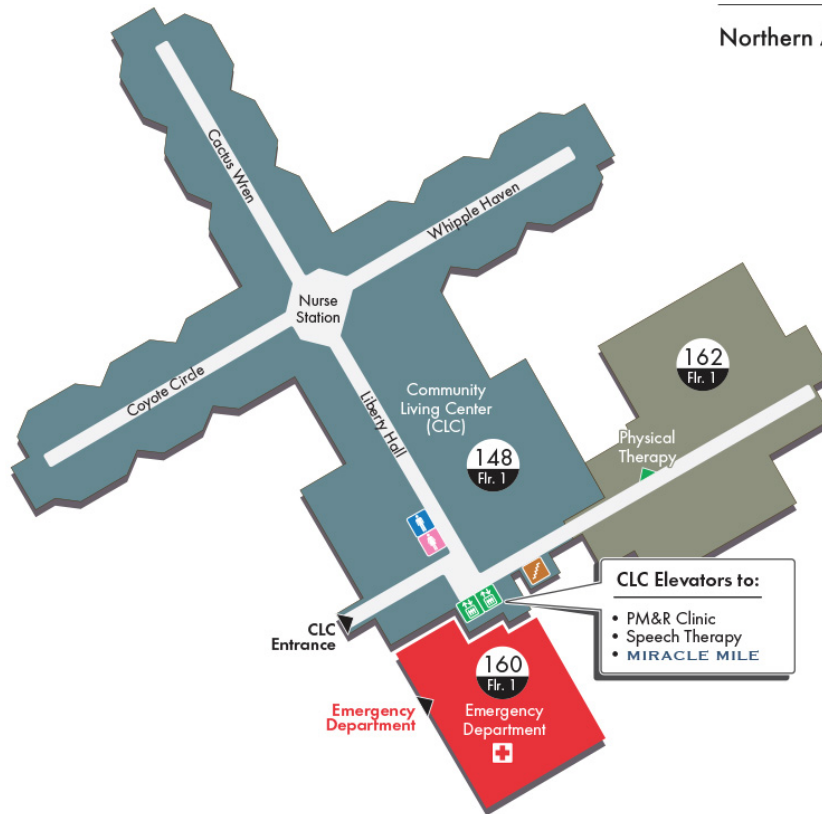 Northern
Cactus Wren
Whipple Haven
Nurse
Station
Coyote Circle
Liberty Hall
Community
Living Center
(CLC)
148
Flr. 1
162
Flr. 1
Physical
Therapy
CLC
Entrance
CLC Elevators to:
• PM&R Clinic
• Speech Therapy
• MIRACLE MILE
160
Flr. 1
Emergency
Department
Emergency
Department